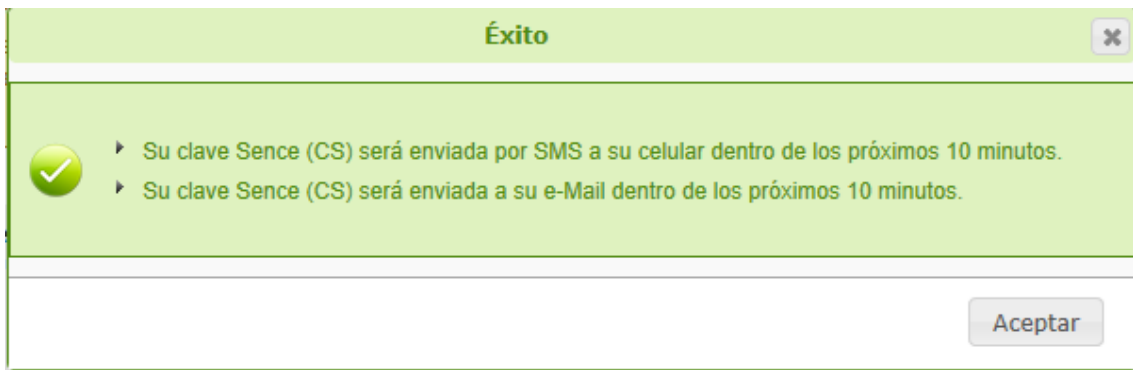 Éxito
Su clave Sence (CS) será enviada por SMS a su celular dentro de los próximos 10 minutos.
Su clave Sence (CS) será enviada a su e-Mail dentro de los próximos 10 minutos.
Aceptar